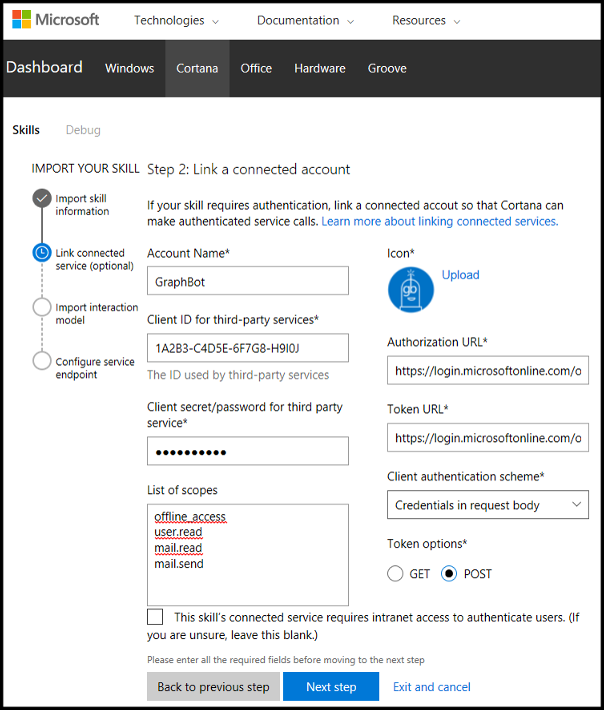 Microsoft Technologies Documentation Resources
Dashboard Windows Cortana Office Hardware Groove
Skills Debug
IMPORT YOUR SKILL
Import skill
information
Link connected
service (optional)
Import interaction
model
Configure service
endpoint
Step 2: Link a connected account
If your skill requires authentication, link a connected accout so that Cortana can
make authenticated service calls. Learn more about linking connected services.
Account Name*
GraphBot
Client ID for third-party services*
1A2B3-C4D5E-6F7G8-H9I0J
The ID used by third-party services
Client secret/password for third party
service*
••••••••••
List of scopes
offline_access
user.read
mail.read
mail.send
Icon*
gb
Upload
Authorization URL*
https://login.microsoftonline.com/o
Token URL*
https://login.microsoftonline.com/o
Client authentication scheme*
Credentials in request body
Token options*
GET POST
This skill's connected service requires intranet access to authenticate users. (If
you are unsure, leave this blank.)
Please enter all the required fields before moving to the next step
Back to previous step Next step Exit and cancel